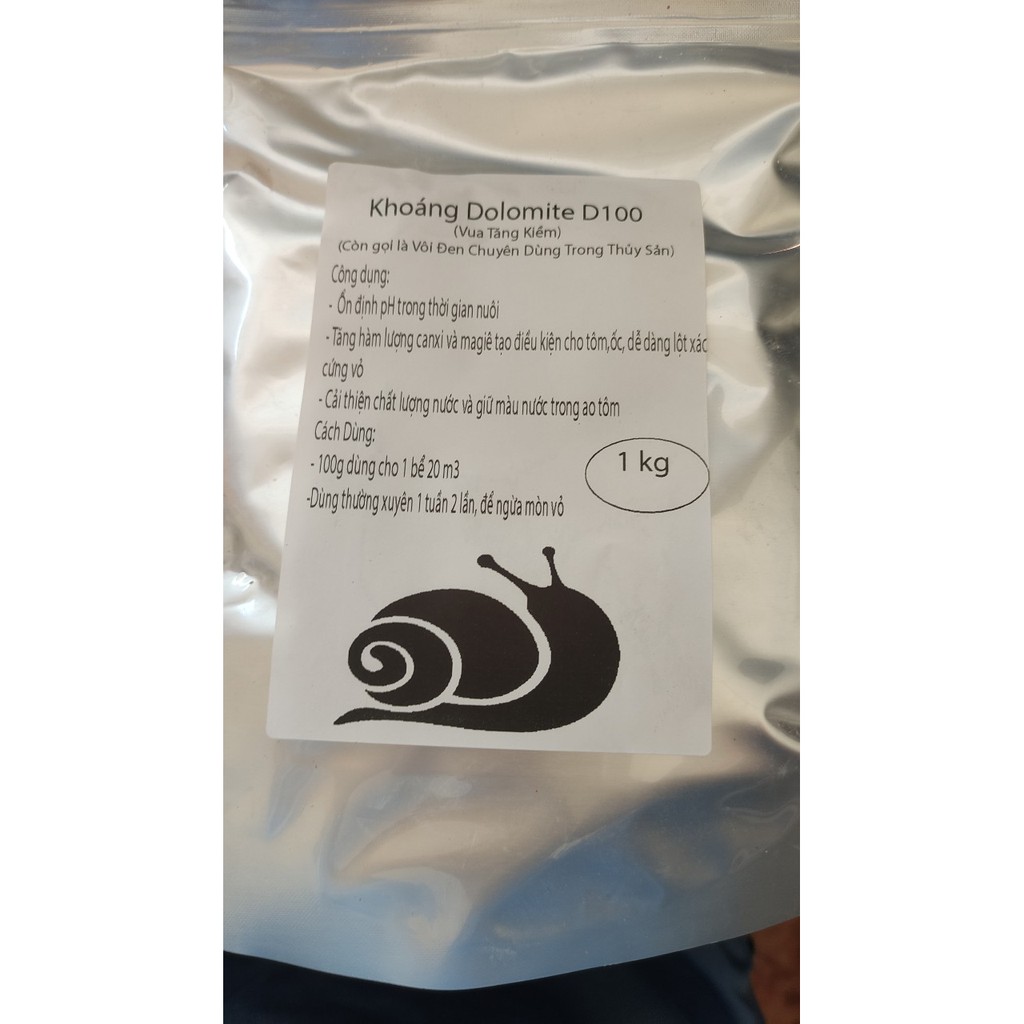 Khoáng Dolomite D100
(Vua Tăng Kiềm)
(Còn gọi là Vôi Đen Chuyên Dùng Trong Thủy Sản)
Công dụng:
- Ổn định pH trong thời gian nuôi
- Tăng hàm lượng canxi và magiê tạo điều kiện cho tôm,ốc, dễ dàng lột xác
cứng vỏ
- Cải thiện chất lượng nước và giữ màu nước trong ao tôm
Cách Dùng:
- 100g dùng cho 1 bể 20 m3
-Dùng thường xuyên 1 tuần 2 lần, để ngừa mòn vỏ
1 kg